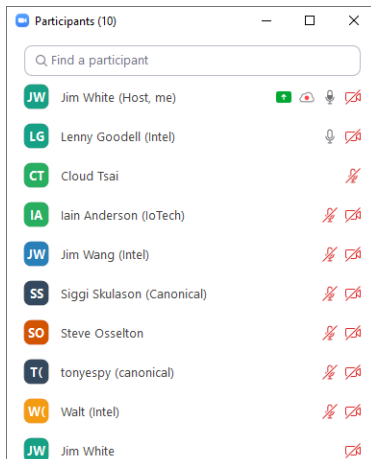 Participants (10)
Find a participant
JW Jim White (Host, me)
LG Lenny Goodell (Intel)
CT Cloud Tsai
IA Iain Anderson (IoTech)
JW Jim Wang (Intel)
SS Siggi Skulason (Canonical)
SO Steve Osselton
T( tonyespy (canonical)
W( Walt (Intel)
JW Jim White